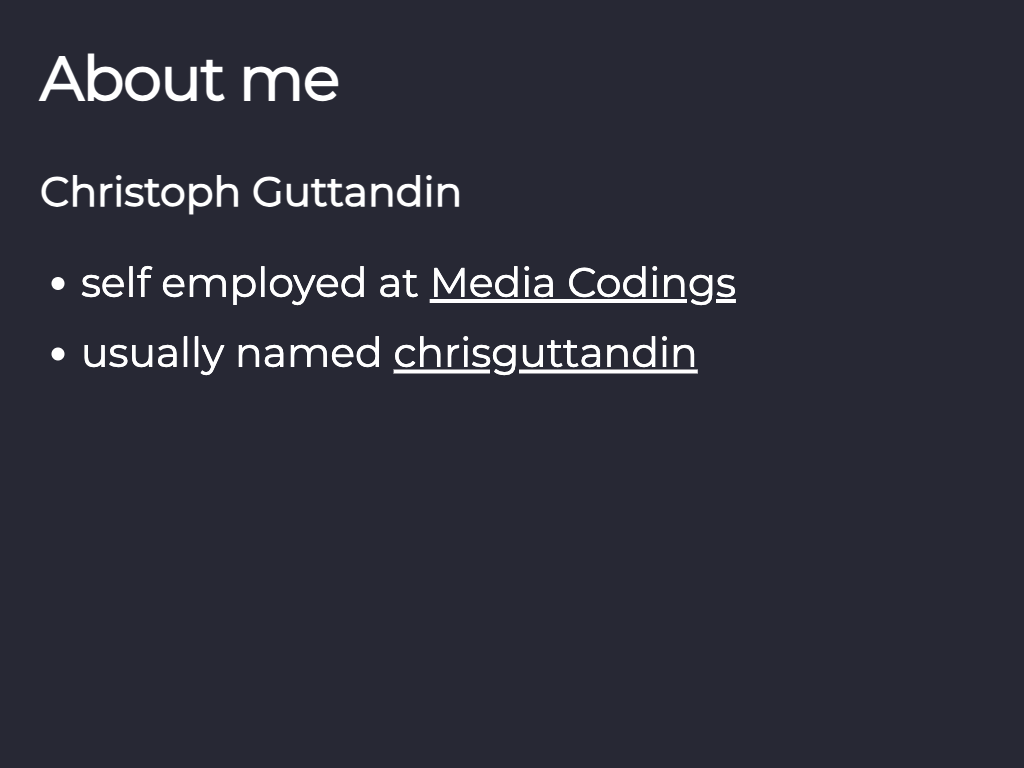 About me
Christoph Guttandin
• self employed at Media Codings
• usually named chrisguttandin